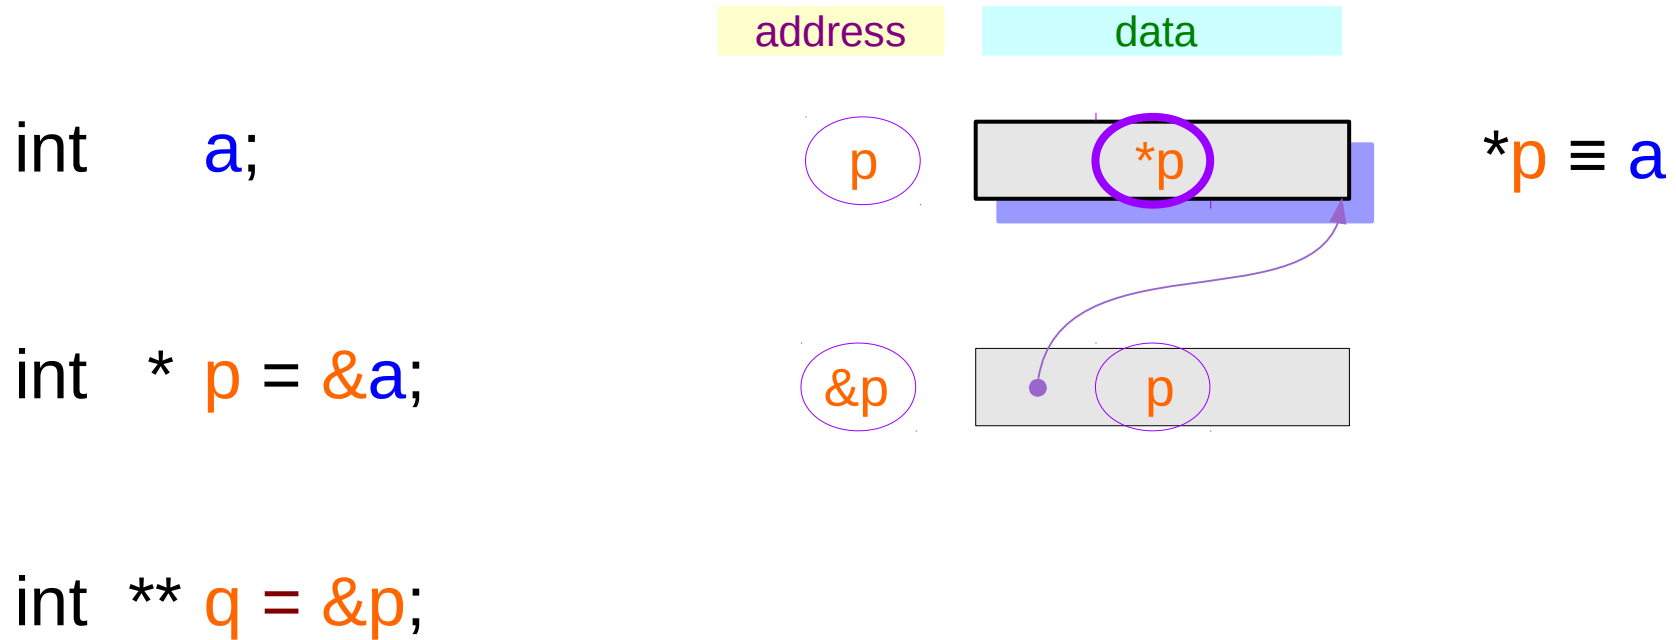 address data
int a; p *p *p ≡ a
int * p = &a; &p p
int ** q = &p;